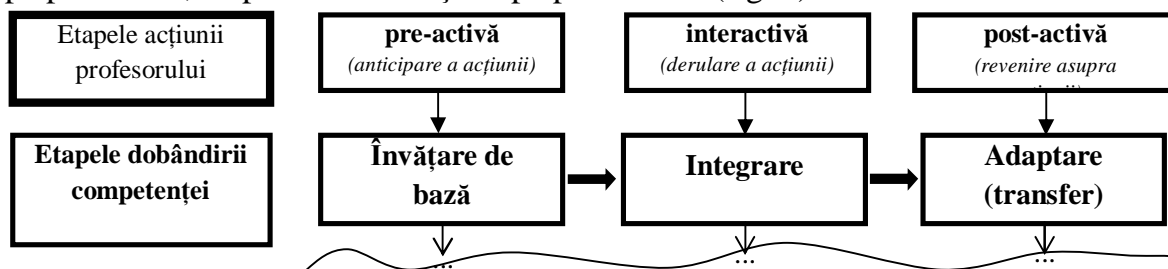 Etapele acțiunii
profesorului
pre-activă
(anticipare a acțiunii)
interactivă
(derulare a acțiunii)
post-activă
(revenire asupra
Etapele dobândirii
competenței
Învățare de
bază
Integrare
Adaptare
(transfer)
...
...
...